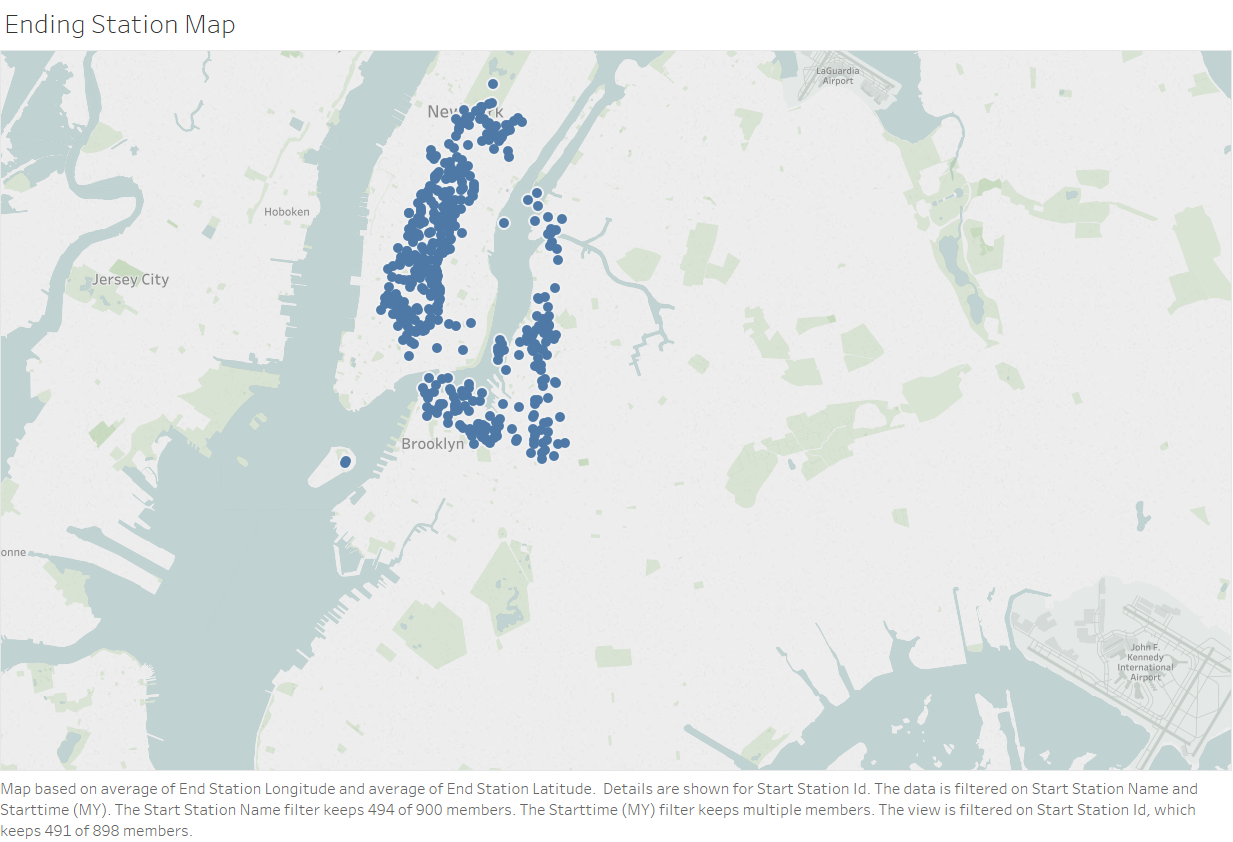 Ending Station Map
LaGuardia
Airport
New York
Hoboken
Jersey City
Brooklyn
onne
John F.
Kennedy
International
Airport
Map based on average of End Station Longitude and average of End Station Latitude.  Details are shown for Start Station Id. The data is filtered on Start Station Name and
Starttime (MY). The Start Station Name filter keeps 494 of 900 members. The Starttime (MY) filter keeps multiple members. The view is filtered on Start Station Id, which
keeps 491 of 898 members.